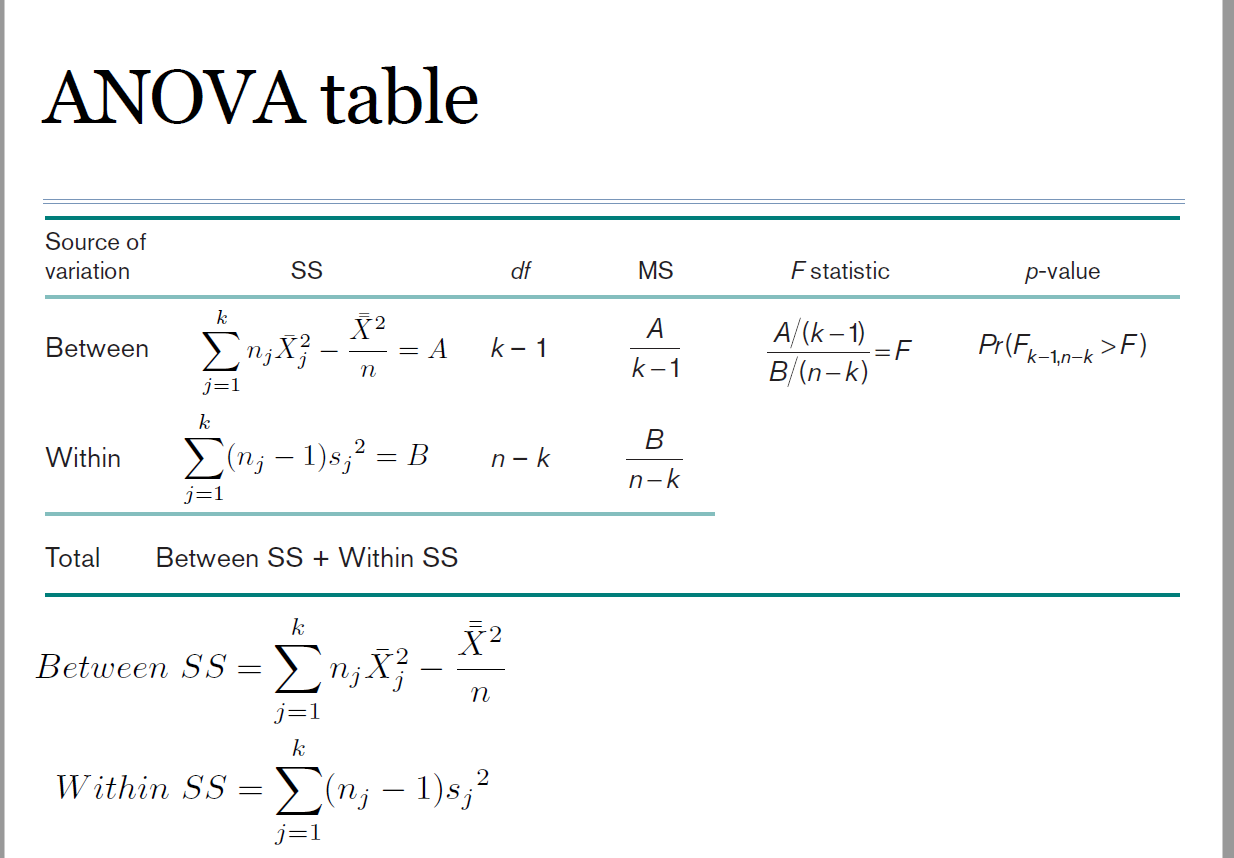 ANOVA table
Source of
variation SS df MS F statistic p-value
Between \sum_{j=1}^{k} n_j \bar{X}_j^2 - \frac{\bar{\bar{X}}^2}{n} = A k − 1 \frac{A}{k-1} \frac{A/(k-1)}{B/(n-k)} = F Pr(F_{k-1,n-k} > F)
Within \sum_{j=1}^{k} (n_j - 1) s_j^2 = B n − k \frac{B}{n-k}
Total Between SS + Within SS
Between SS = \sum_{j=1}^{k} n_j \bar{X}_j^2 - \frac{\bar{\bar{X}}^2}{n}
Within SS = \sum_{j=1}^{k} (n_j - 1) s_j^2